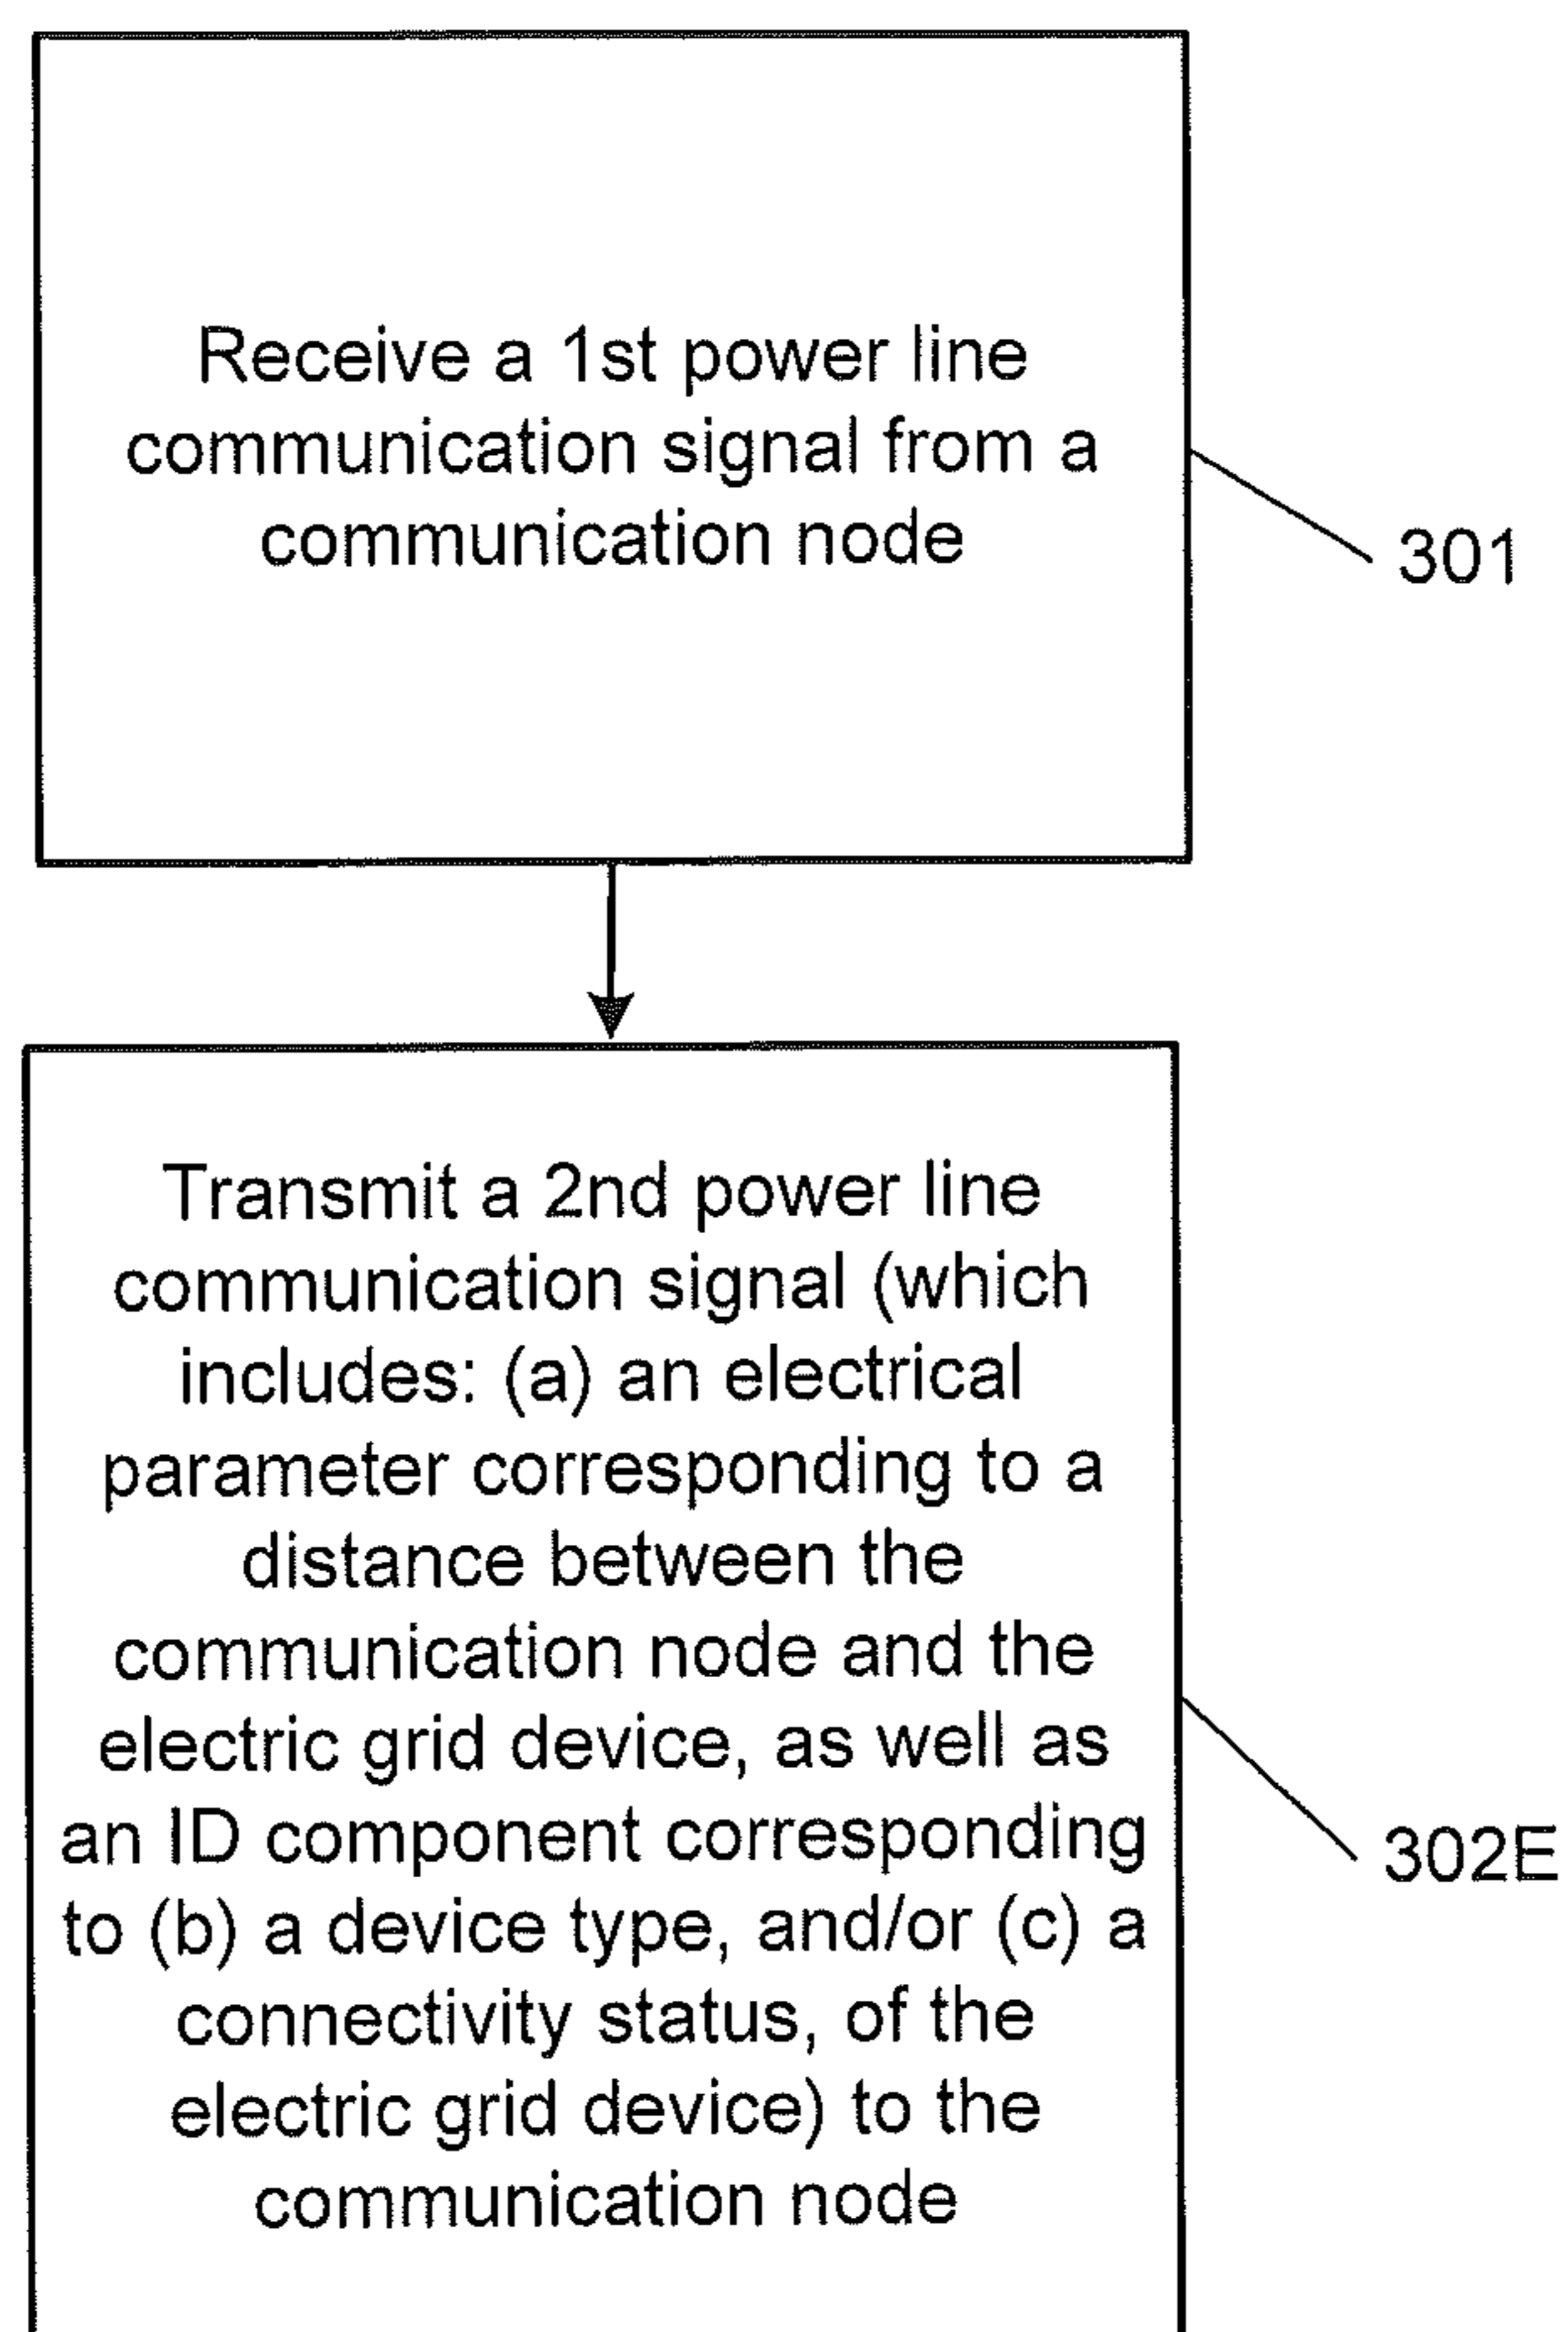 Receive a 1st power line
communication signal from a
communication node
301
Transmit a 2nd power line
communication signal (which
includes: (a) an electrical
parameter corresponding to a
distance between the
communication node and the
electric grid device, as well as
an ID component corresponding
to (b) a device type, and/or (c) a
connectivity status, of the
electric grid device) to the
communication node
302E